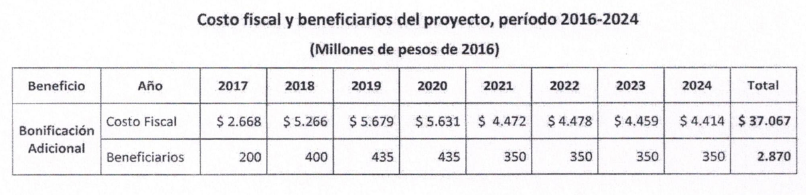 Costo fiscal y beneficiarios del proyecto, período 2016-2024
(Millones de pesos de 2016)
Beneficio Año 2017 2018 2019 2020 2021 2022 2023 2024 Total
Bonificación Adicional Costo Fiscal $ 2.668 $ 5.266 $ 5.679 $ 5.631 $ 4.472 $ 4.478 $ 4.459 $ 4.414 $ 37.067
Beneficiarios 200 400 435 435 350 350 350 350 2.870